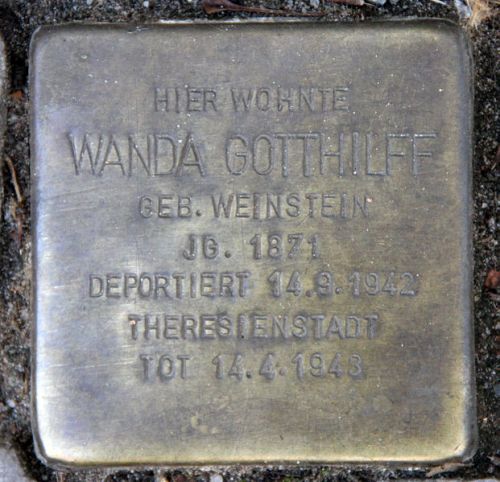 HIER WOHNTE
WANDA GOTTHILFF
GEB. WEINSTEIN
JG. 1871
DEPORTIERT 14.9.1942
THERESIENSTADT
TOT 14.4.1943